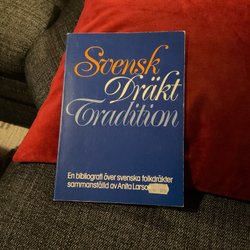 Svensk
Dräkt
Tradition
En bibliografi över svenska folkdräkter
sammanställd av Anita